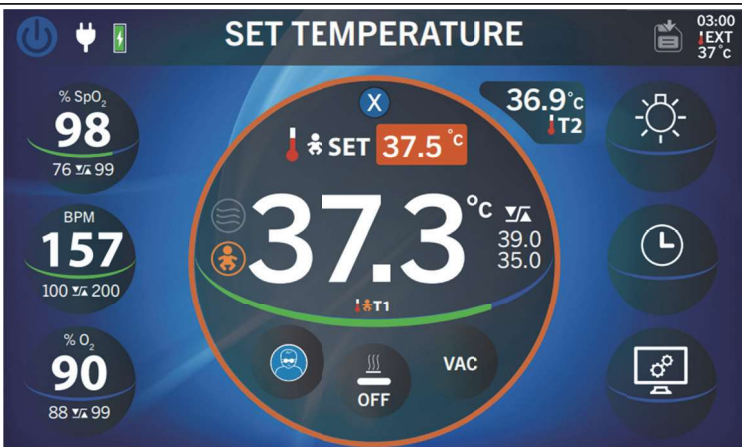 SET TEMPERATURE
03:00
EXT
37 °C
% SpO₂
98
76 99
BPM
157
100 200
% O₂
90
88 99
X
SET 37.5 °C
37.3 °C
39.0
35.0
T1
36.9 °C
T2
OFF
VAC